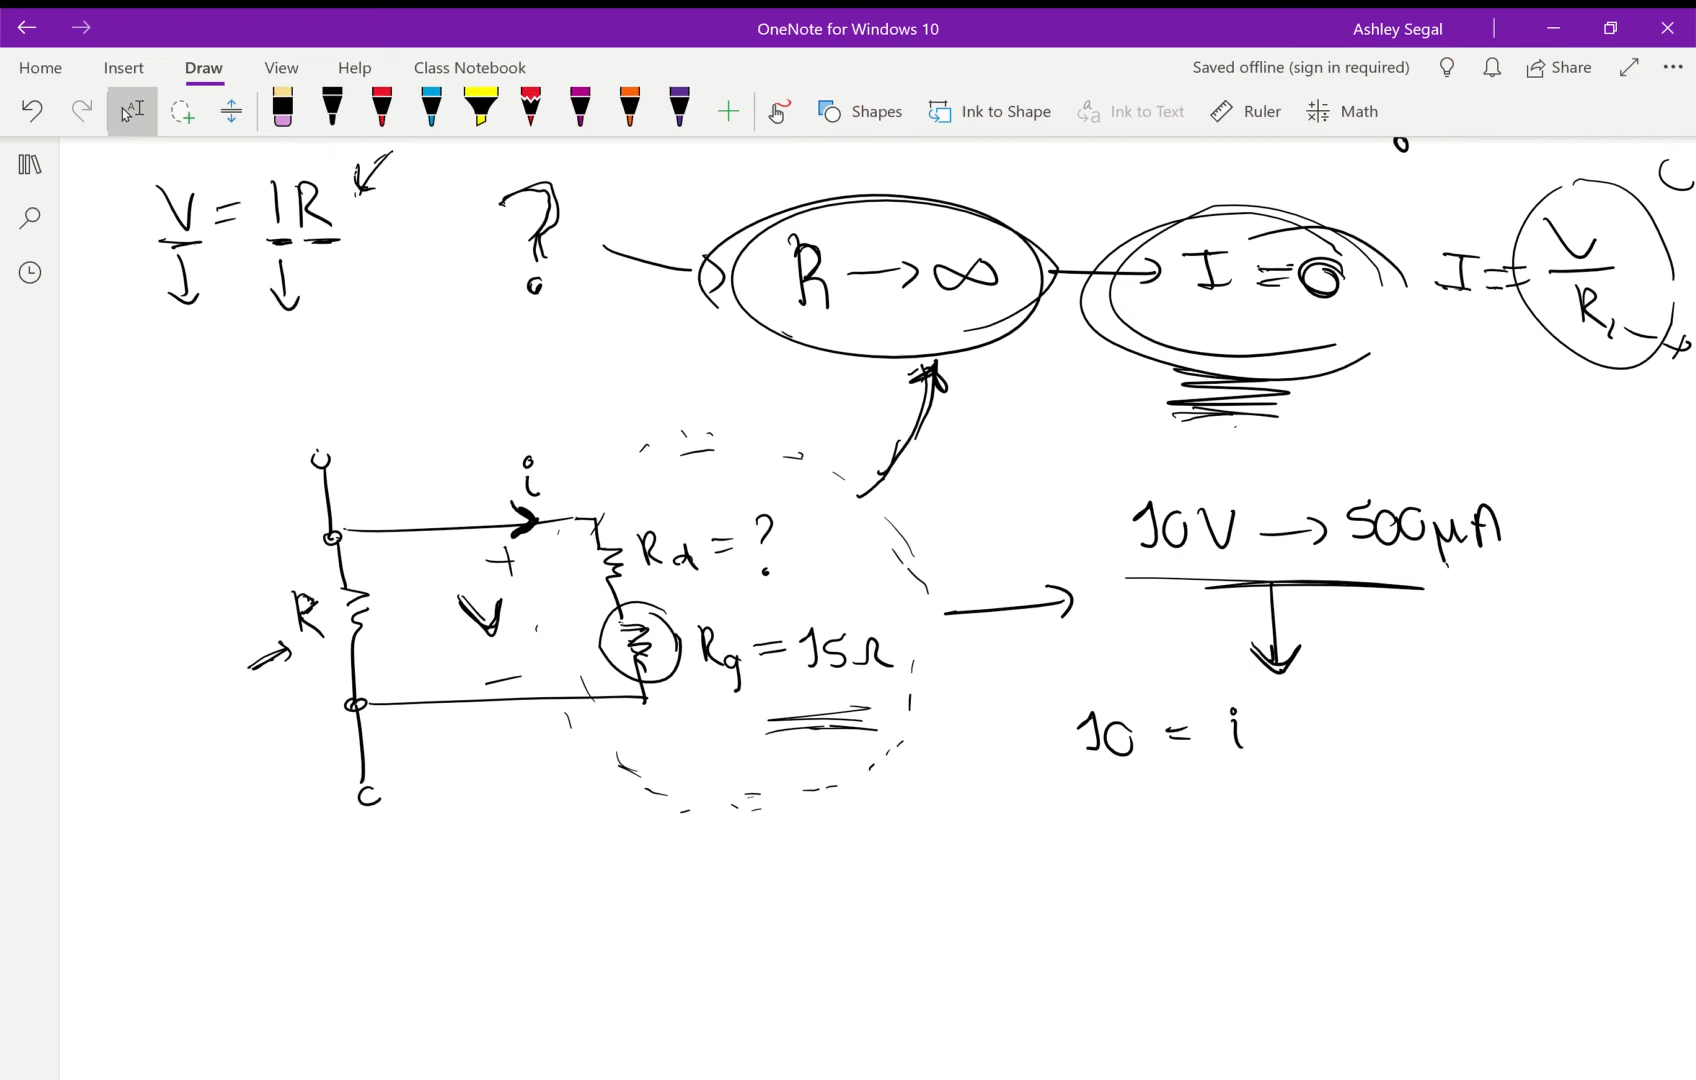 OneNote for Windows 10
Ashley Segal
Home Insert Draw View Help Class Notebook
Saved offline (sign in required)
Share
Shapes Ink to Shape Ink to Text Ruler Math
V = IR
?
R → ∞
I = 0
I = V/R
i
+
R
V
-
Rd = ?
Rg = 15Ω
10V → 500μA
10 = i